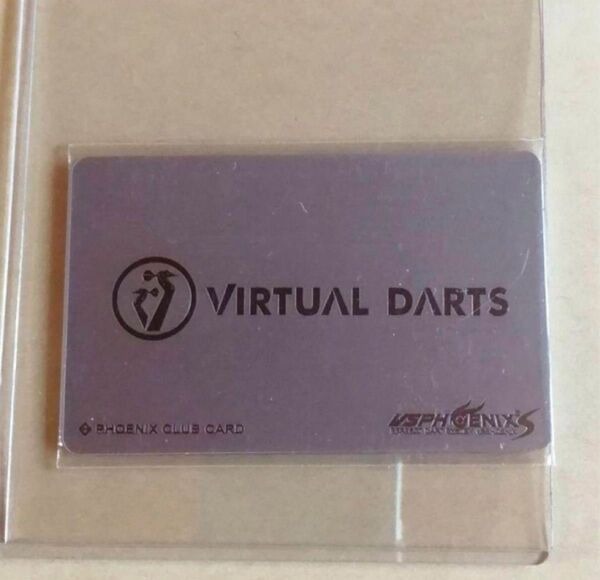 VIRTUAL DARTS
PHOENIX CLUB CARD
VSPHOENIX'S